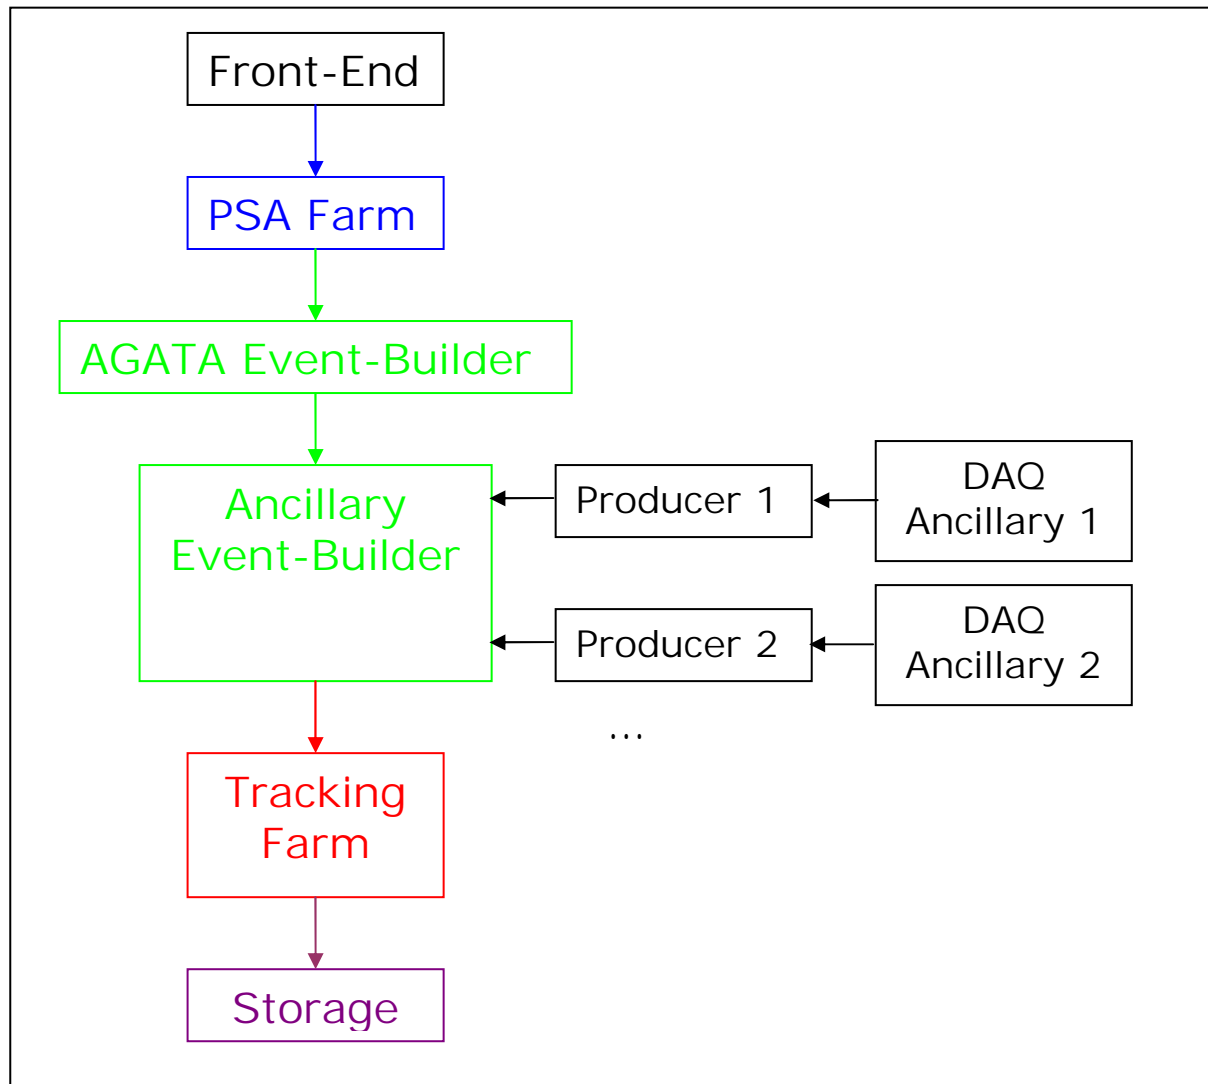 Front-End
PSA Farm
AGATA Event-Builder
Ancillary
Event-Builder
Producer 1
DAQ
Ancillary 1
Producer 2
DAQ
Ancillary 2
...
Tracking
Farm
Storage